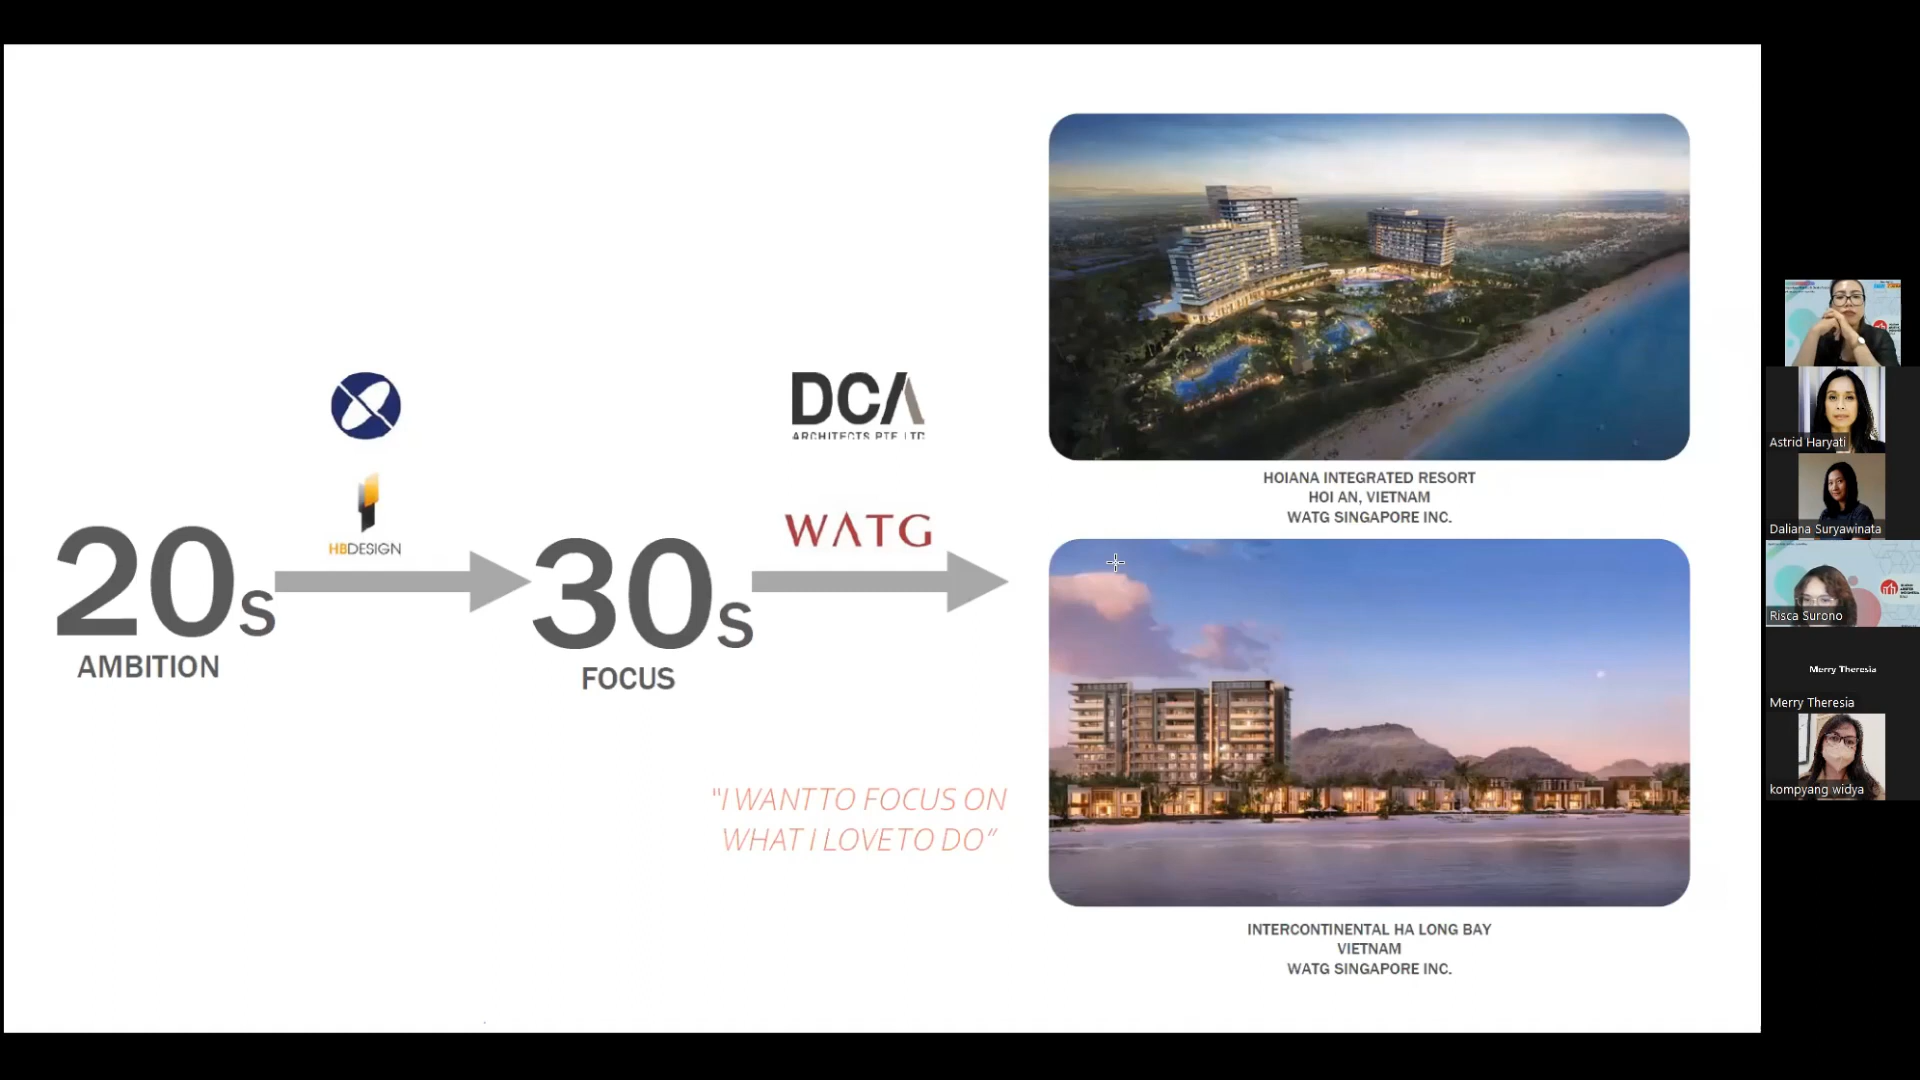 20s
AMBITION
HBDESIGN
30s
FOCUS
DCA
ARCHITECTS PTE LTD
WATG
"I WANT TO FOCUS ON
WHAT I LOVE TO DO"
HOIANA INTEGRATED RESORT
HOI AN, VIETNAM
WATG SINGAPORE INC.
INTERCONTINENTAL HA LONG BAY
VIETNAM
WATG SINGAPORE INC.
Astrid Haryati
Daliana Suryawinata
Risca Surono
Merry Theresia
Merry Theresia
kompyang widya